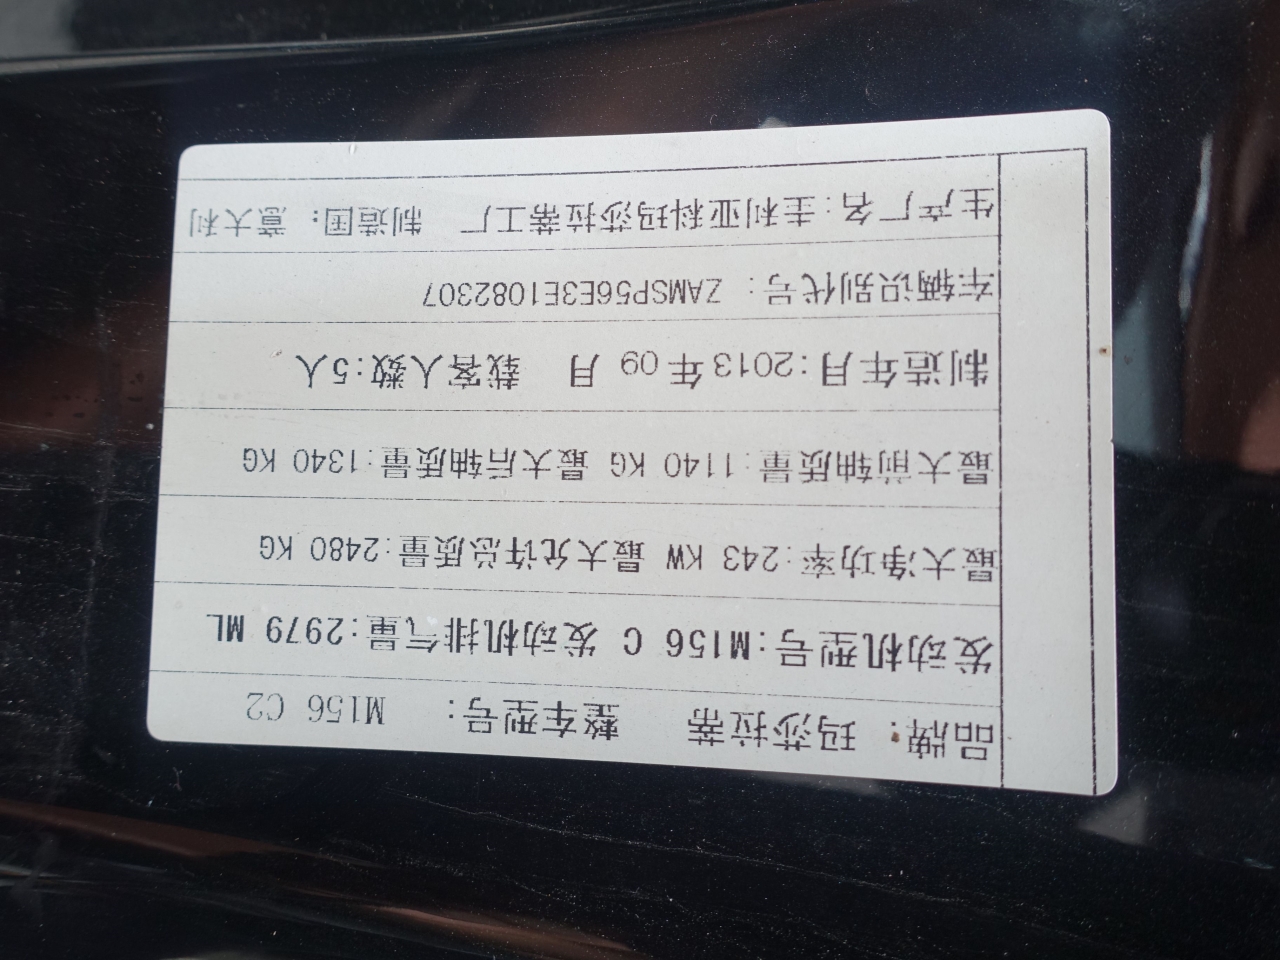 品牌: 玛莎拉蒂 整车型号: M156 C2
发动机型号:M156 C 发动机排气量:2979 ML
最大净功率:243 KW 最大允许总质量:2480 KG
最大前轴质量:1140 KG 最大后轴质量:1340 KG
制造年月:2013年09 月 载客人数:5人
车辆识别代号: ZAMSP56E3E1082307
生产厂名:圭利亚科玛莎拉蒂工厂 制造国: 意大利